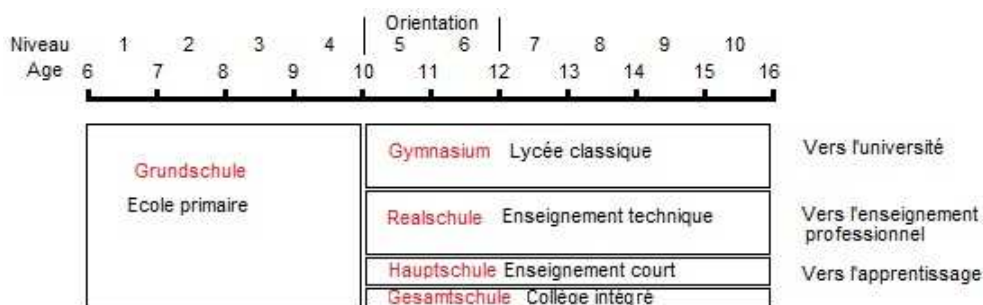 Orientation
Niveau 1 2 3 4 5 6 7 8 9 10
Age 6 7 8 9 10 11 12 13 14 15 16
Grundschule
Ecole primaire
Gymnasium Lycée classique
Vers l'université
Realschule Enseignement technique
Vers l'enseignement
professionnel
Hauptschule Enseignement court
Vers l'apprentissage
Gesamtschule Collège intégré